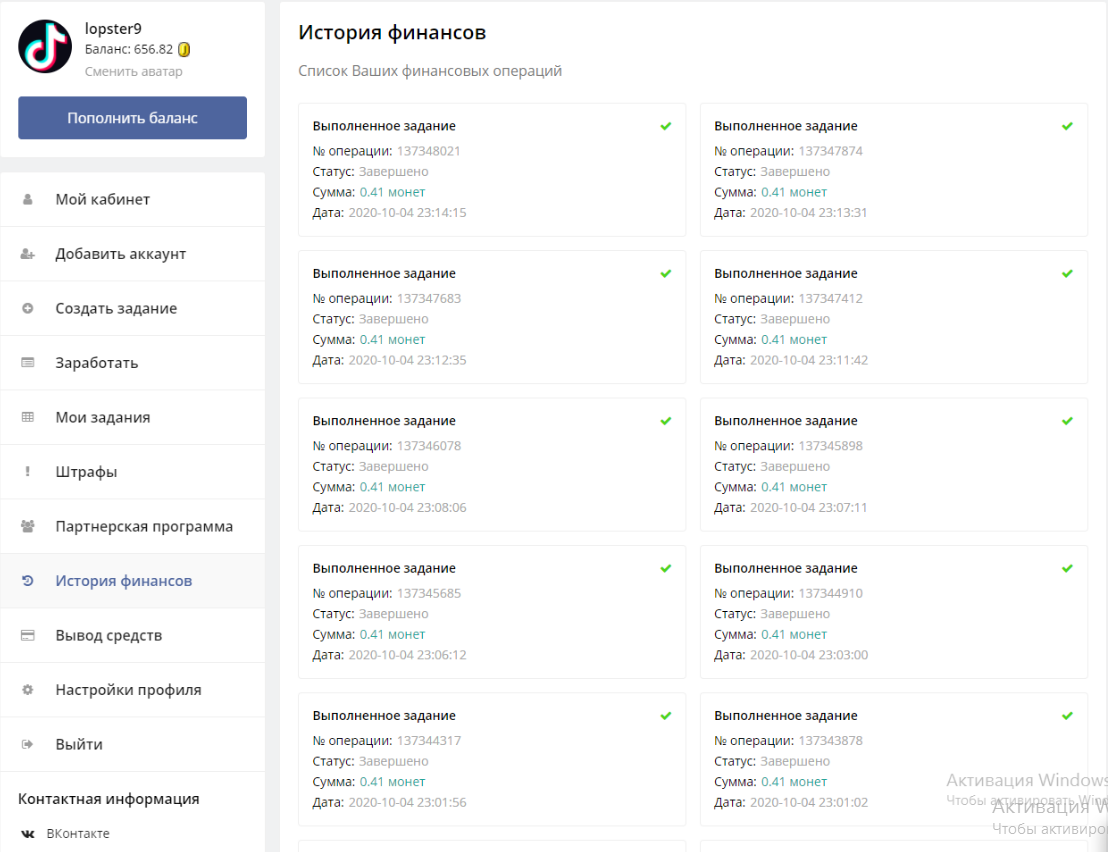 lopster9
Баланс: 656.82
Сменить аватар
Пополнить баланс
Мой кабинет
Добавить аккаунт
Создать задание
Заработать
Мои задания
Штрафы
Партнерская программа
История финансов
Вывод средств
Настройки профиля
Выйти
Контактная информация
ВКонтакте
История финансов
Список Ваших финансовых операций
Выполненное задание
№ операции: 137348021
Статус: Завершено
Сумма: 0.41 монет
Дата: 2020-10-04 23:14:15
Выполненное задание
№ операции: 137347874
Статус: Завершено
Сумма: 0.41 монет
Дата: 2020-10-04 23:13:31
Выполненное задание
№ операции: 137347683
Статус: Завершено
Сумма: 0.41 монет
Дата: 2020-10-04 23:12:35
Выполненное задание
№ операции: 137347412
Статус: Завершено
Сумма: 0.41 монет
Дата: 2020-10-04 23:11:42
Выполненное задание
№ операции: 137346078
Статус: Завершено
Сумма: 0.41 монет
Дата: 2020-10-04 23:08:06
Выполненное задание
№ операции: 137345898
Статус: Завершено
Сумма: 0.41 монет
Дата: 2020-10-04 23:07:11
Выполненное задание
№ операции: 137345685
Статус: Завершено
Сумма: 0.41 монет
Дата: 2020-10-04 23:06:12
Выполненное задание
№ операции: 137344910
Статус: Завершено
Сумма: 0.41 монет
Дата: 2020-10-04 23:03:00
Выполненное задание
№ операции: 137344317
Статус: Завершено
Сумма: 0.41 монет
Дата: 2020-10-04 23:01:56
Выполненное задание
№ операции: 137343878
Статус: Завершено
Сумма: 0.41 монет
Дата: 2020-10-04 23:01:02
Активация Windows
Чтобы активировать Wind
Активация W
Чтобы активиро